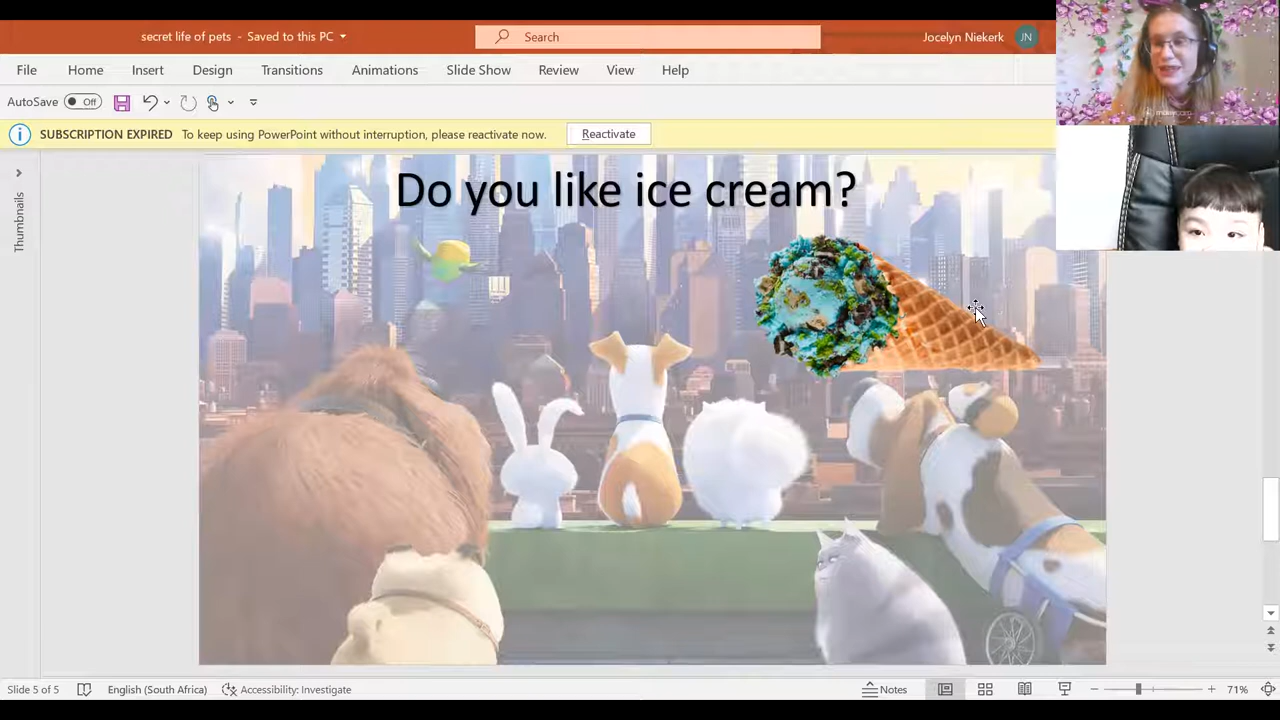 secret life of pets - Saved to this PC
Search
Jocelyn Niekerk
JN
File Home Insert Design Transitions Animations Slide Show Review View Help
AutoSave Off
SUBSCRIPTION EXPIRED To keep using PowerPoint without interruption, please reactivate now. Reactivate
Thumbnails
Do you like ice cream?
Slide 5 of 5 English (South Africa) Accessibility: Investigate Notes 71%